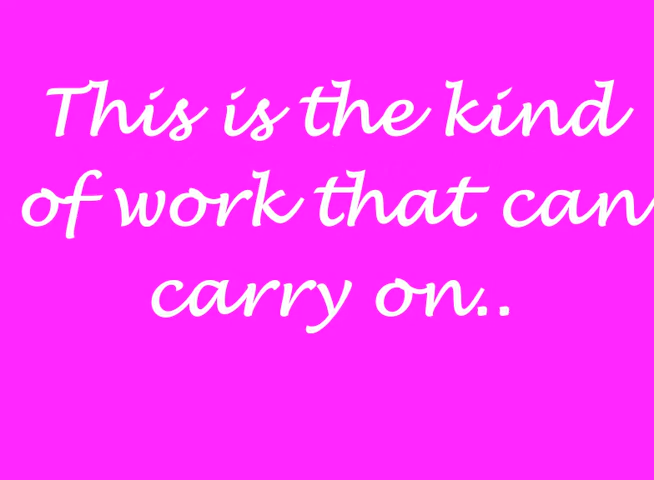 This is the kind
of work that can
carry on..